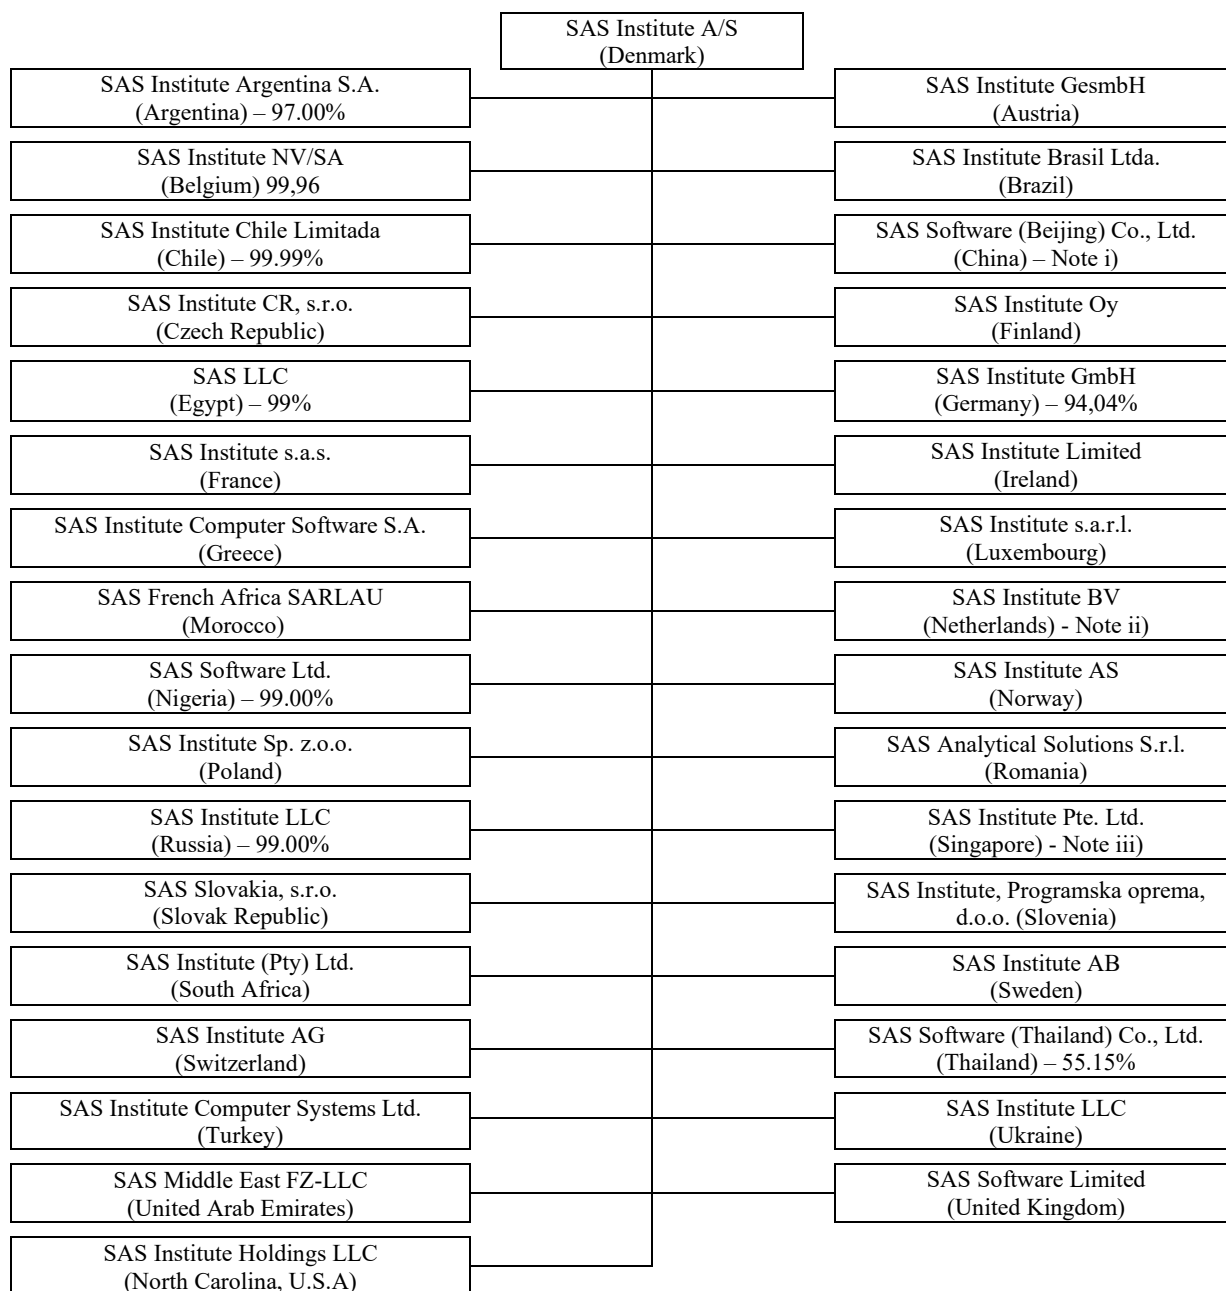 SAS Institute A/S
(Denmark)
SAS Institute Argentina S.A.
(Argentina) – 97.00%
SAS Institute GesmbH
(Austria)
SAS Institute NV/SA
(Belgium) 99,96
SAS Institute Brasil Ltda.
(Brazil)
SAS Institute Chile Limitada
(Chile) – 99.99%
SAS Software (Beijing) Co., Ltd.
(China) – Note i)
SAS Institute CR, s.r.o.
(Czech Republic)
SAS Institute Oy
(Finland)
SAS LLC
(Egypt) – 99%
SAS Institute GmbH
(Germany) – 94,04%
SAS Institute s.a.s.
(France)
SAS Institute Limited
(Ireland)
SAS Institute Computer Software S.A.
(Greece)
SAS Institute s.a.r.l.
(Luxembourg)
SAS French Africa SARLAU
(Morocco)
SAS Institute BV
(Netherlands) - Note ii)
SAS Software Ltd.
(Nigeria) – 99.00%
SAS Institute AS
(Norway)
SAS Institute Sp. z.o.o.
(Poland)
SAS Analytical Solutions S.r.l.
(Romania)
SAS Institute LLC
(Russia) – 99.00%
SAS Institute Pte. Ltd.
(Singapore) - Note iii)
SAS Slovakia, s.r.o.
(Slovak Republic)
SAS Institute, Programska oprema,
d.o.o. (Slovenia)
SAS Institute (Pty) Ltd.
(South Africa)
SAS Institute AB
(Sweden)
SAS Institute AG
(Switzerland)
SAS Software (Thailand) Co., Ltd.
(Thailand) – 55.15%
SAS Institute Computer Systems Ltd.
(Turkey)
SAS Institute LLC
(Ukraine)
SAS Middle East FZ-LLC
(United Arab Emirates)
SAS Software Limited
(United Kingdom)
SAS Institute Holdings LLC
(North Carolina, U.S.A)